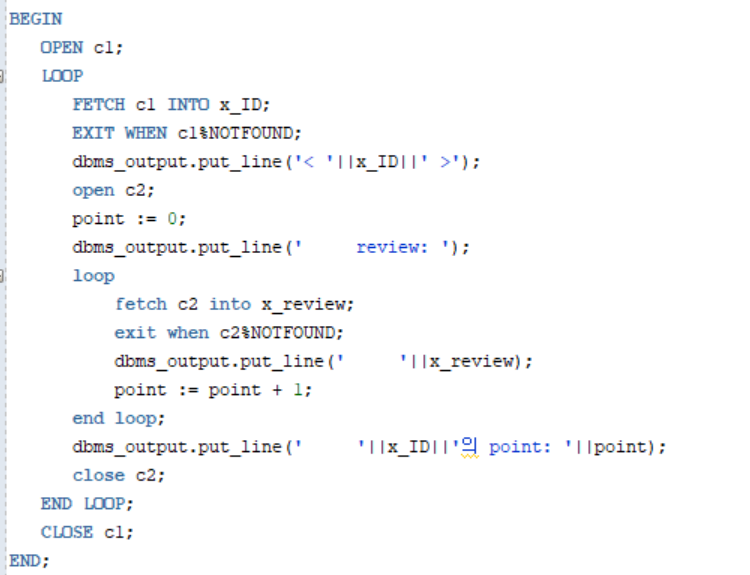 BEGIN
OPEN c1;
LOOP
FETCH c1 INTO x_ID;
EXIT WHEN c1%NOTFOUND;
dbms_output.put_line('< '||x_ID||' >');
open c2;
point := 0;
dbms_output.put_line('     review: ');
loop
fetch c2 into x_review;
exit when c2%NOTFOUND;
dbms_output.put_line('     '||x_review);
point := point + 1;
end loop;
dbms_output.put_line('     '||x_ID||'의 point: '||point);
close c2;
END LOOP;
CLOSE c1;
END;